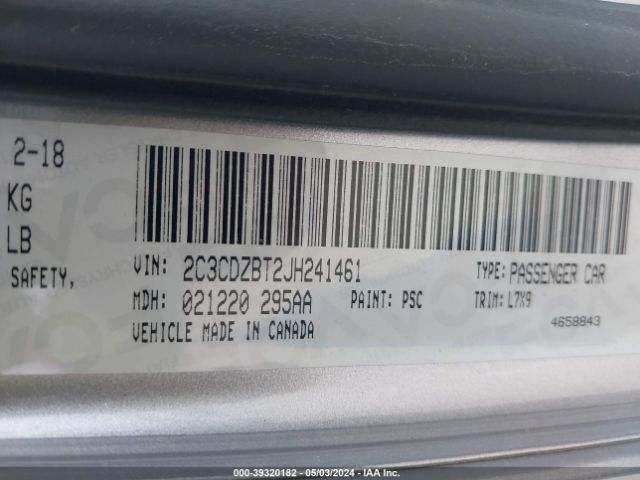 2-18
KG
LB
SAFETY,
VIN: 2C3CDZBT2JH241461 TYPE: PASSENGER CAR
MDH: 021220 295AA PAINT: PSC TRIM: L7X9
VEHICLE MADE IN CANADA 4658843
000-39320182 - 05/03/2024 - IAA Inc.